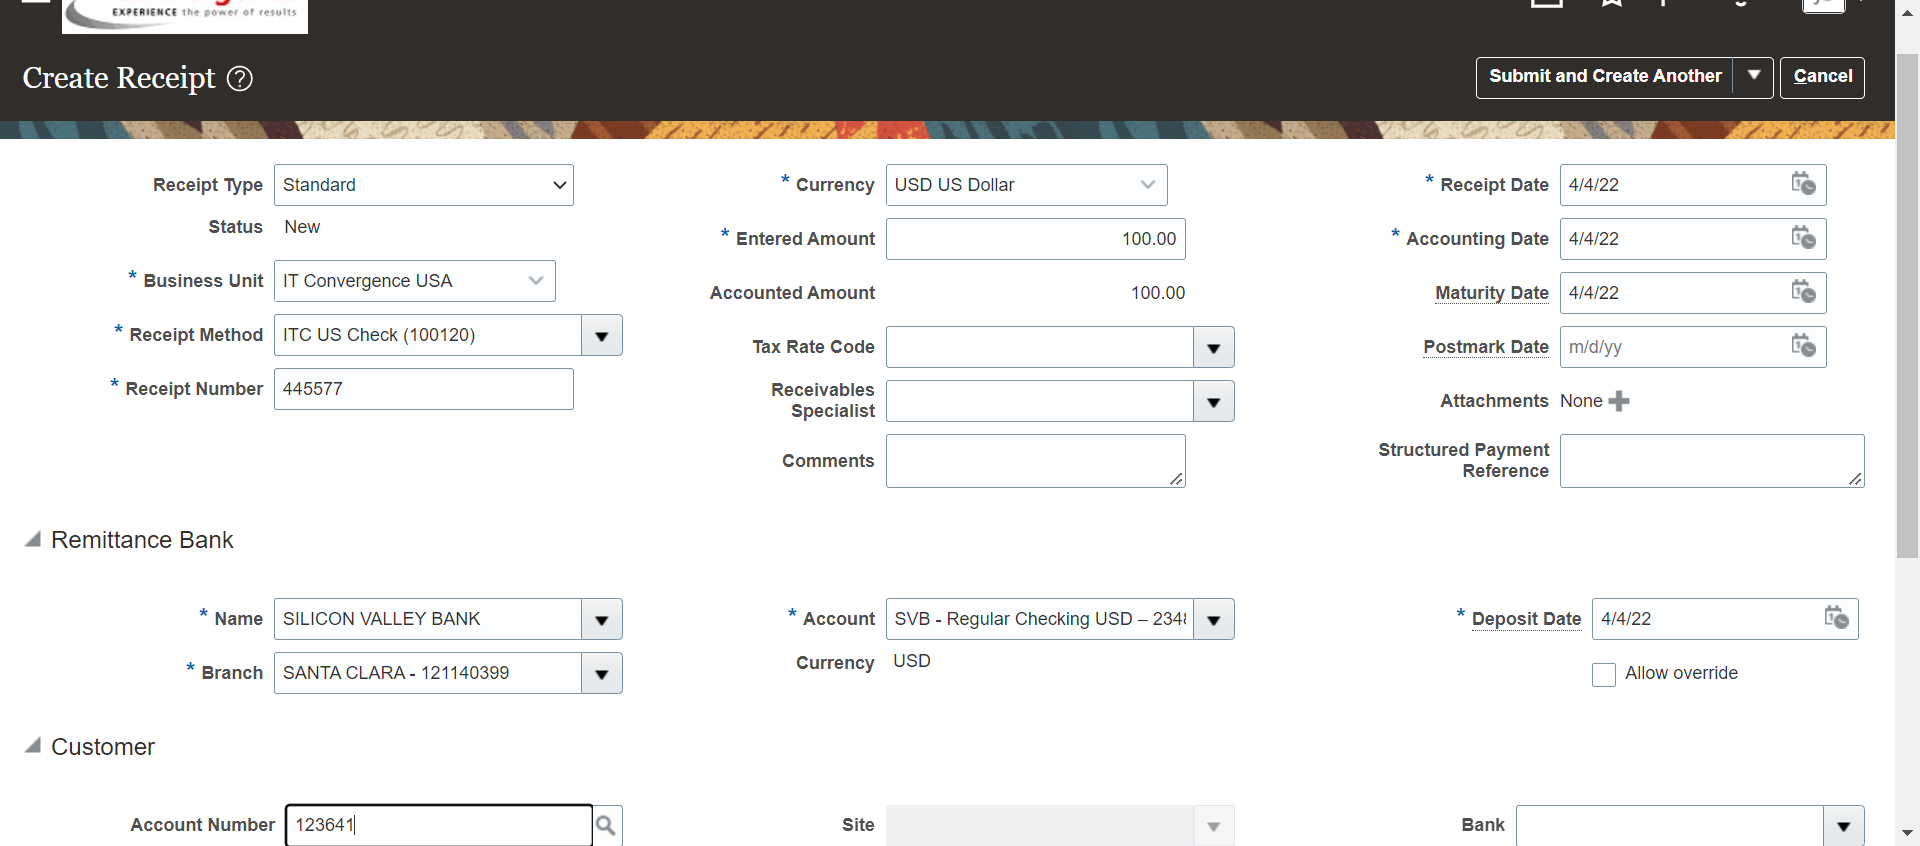 EXPERIENCE the power of results
Create Receipt ?
Submit and Create Another
Cancel
Receipt Type Standard
Status New
* Business Unit IT Convergence USA
* Receipt Method ITC US Check (100120)
* Receipt Number 445577
* Currency USD US Dollar
* Entered Amount 100.00
Accounted Amount 100.00
Tax Rate Code
Receivables
Specialist
Comments
* Receipt Date 4/4/22
* Accounting Date 4/4/22
Maturity Date 4/4/22
Postmark Date m/d/yy
Attachments None
Structured Payment
Reference
Remittance Bank
* Name SILICON VALLEY BANK
* Branch SANTA CLARA - 121140399
* Account SVB - Regular Checking USD – 234
Currency USD
* Deposit Date 4/4/22
Allow override
Customer
Account Number 123641
Site
Bank